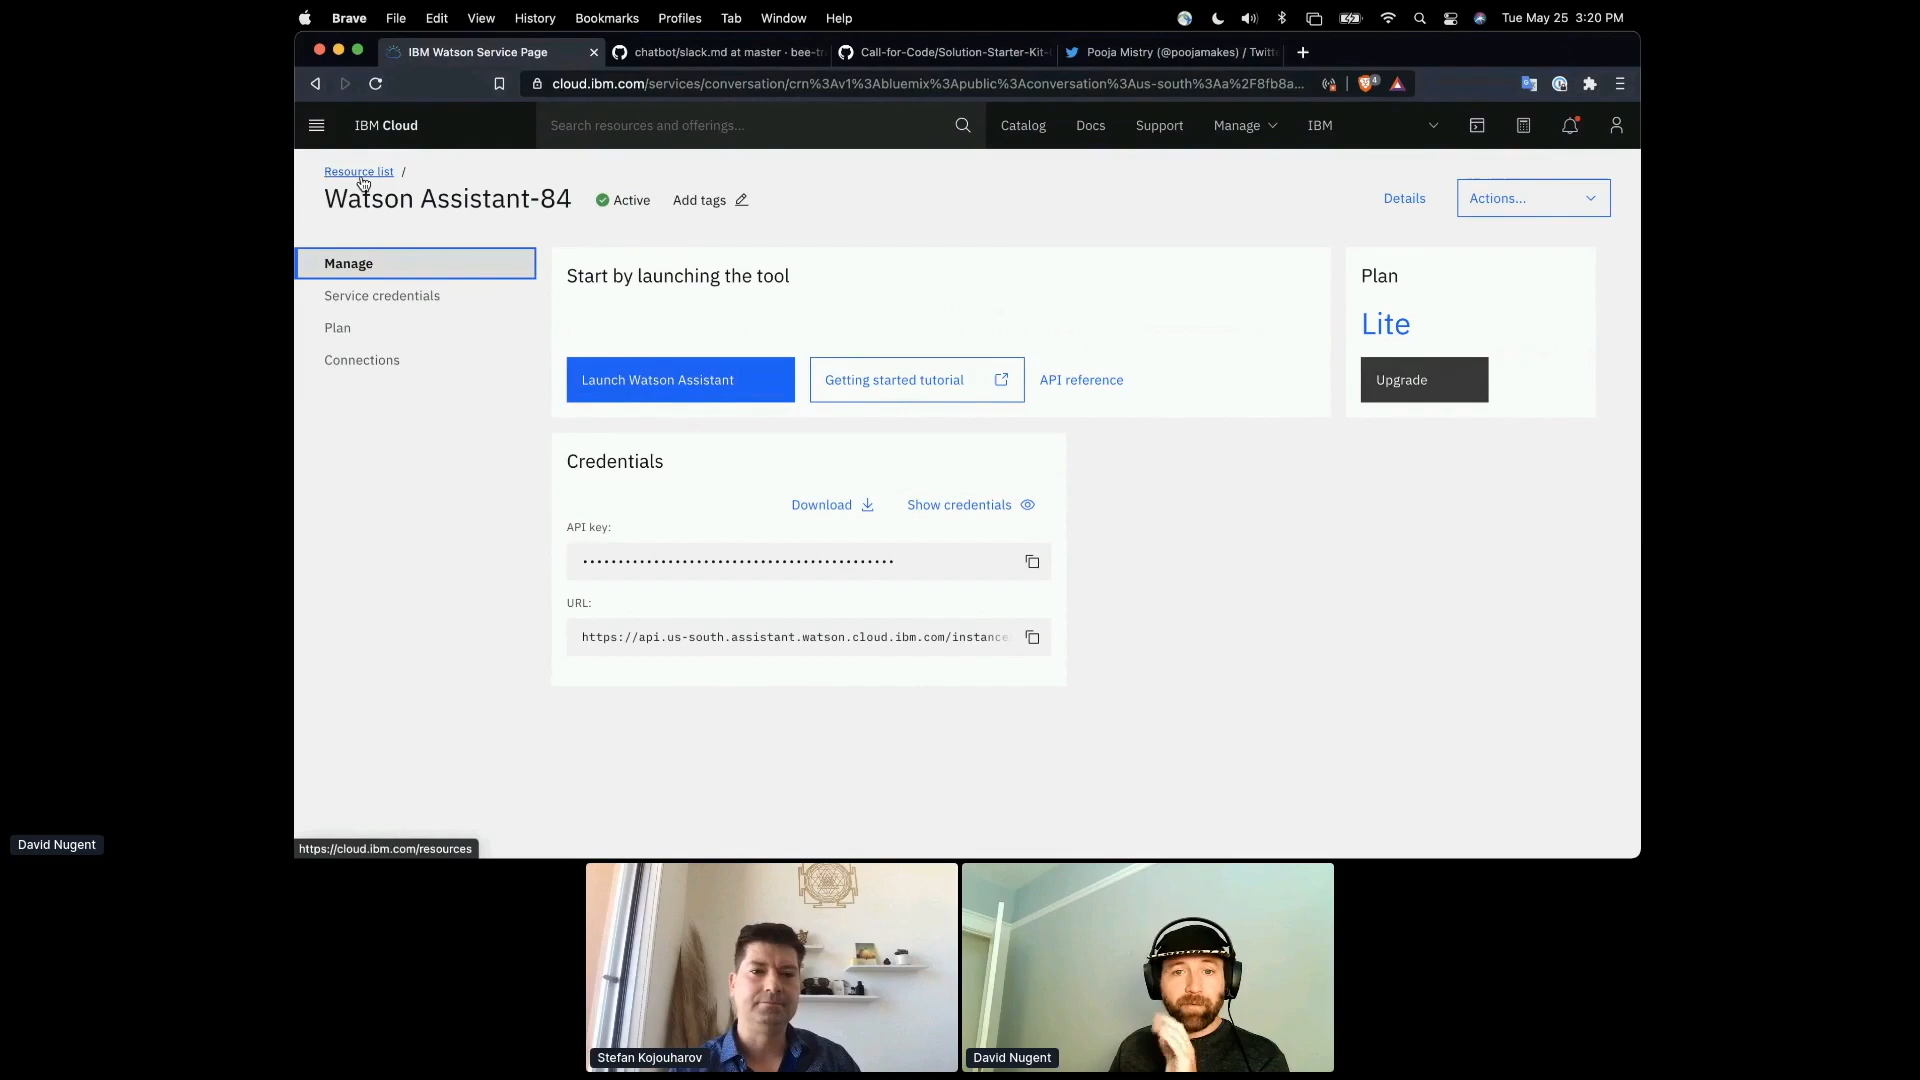 Brave File Edit View History Bookmarks Profiles Tab Window Help Tue May 25 3:20 PM
IBM Watson Service Page chatbot/slack.md at master · bee-tr Call-for-Code/Solution-Starter-Kit- Pooja Mistry (@poojamakes) / Twitt
cloud.ibm.com/services/conversation/crn%3Av1%3Abluemix%3Apublic%3Aconversation%3Aus-south%3Aa%2F8fb8a... 4
IBM Cloud Search resources and offerings... Catalog Docs Support Manage IBM
Resource list /
Watson Assistant-84 Active Add tags Details Actions...
Manage
Service credentials
Plan
Connections
Start by launching the tool
Launch Watson Assistant Getting started tutorial API reference
Plan
Lite
Upgrade
Credentials
Download Show credentials
API key:
URL:
https://api.us-south.assistant.watson.cloud.ibm.com/instance
https://cloud.ibm.com/resources
David Nugent
Stefan Kojouharov
David Nugent